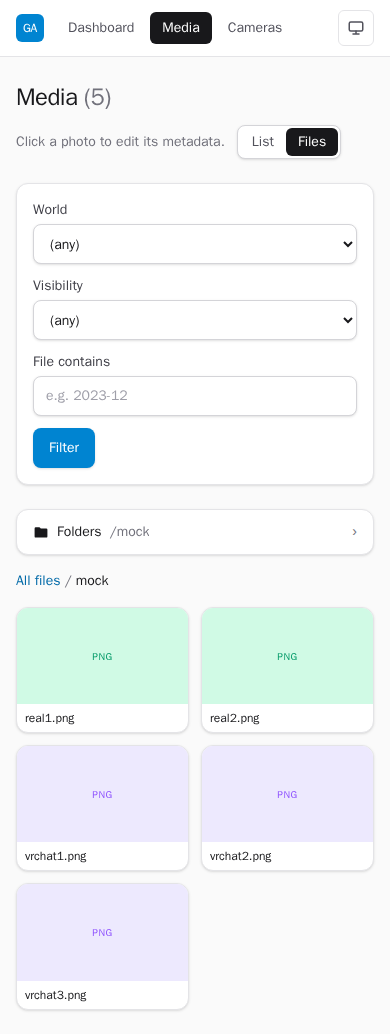 GA Dashboard Media Cameras
Media (5)
Click a photo to edit its metadata. List Files
World
(any)
Visibility
(any)
File contains
e.g. 2023-12
Filter
Folders /mock ›
All files / mock
PNG PNG
real1.png real2.png
PNG PNG
vrchat1.png vrchat2.png
PNG
vrchat3.png